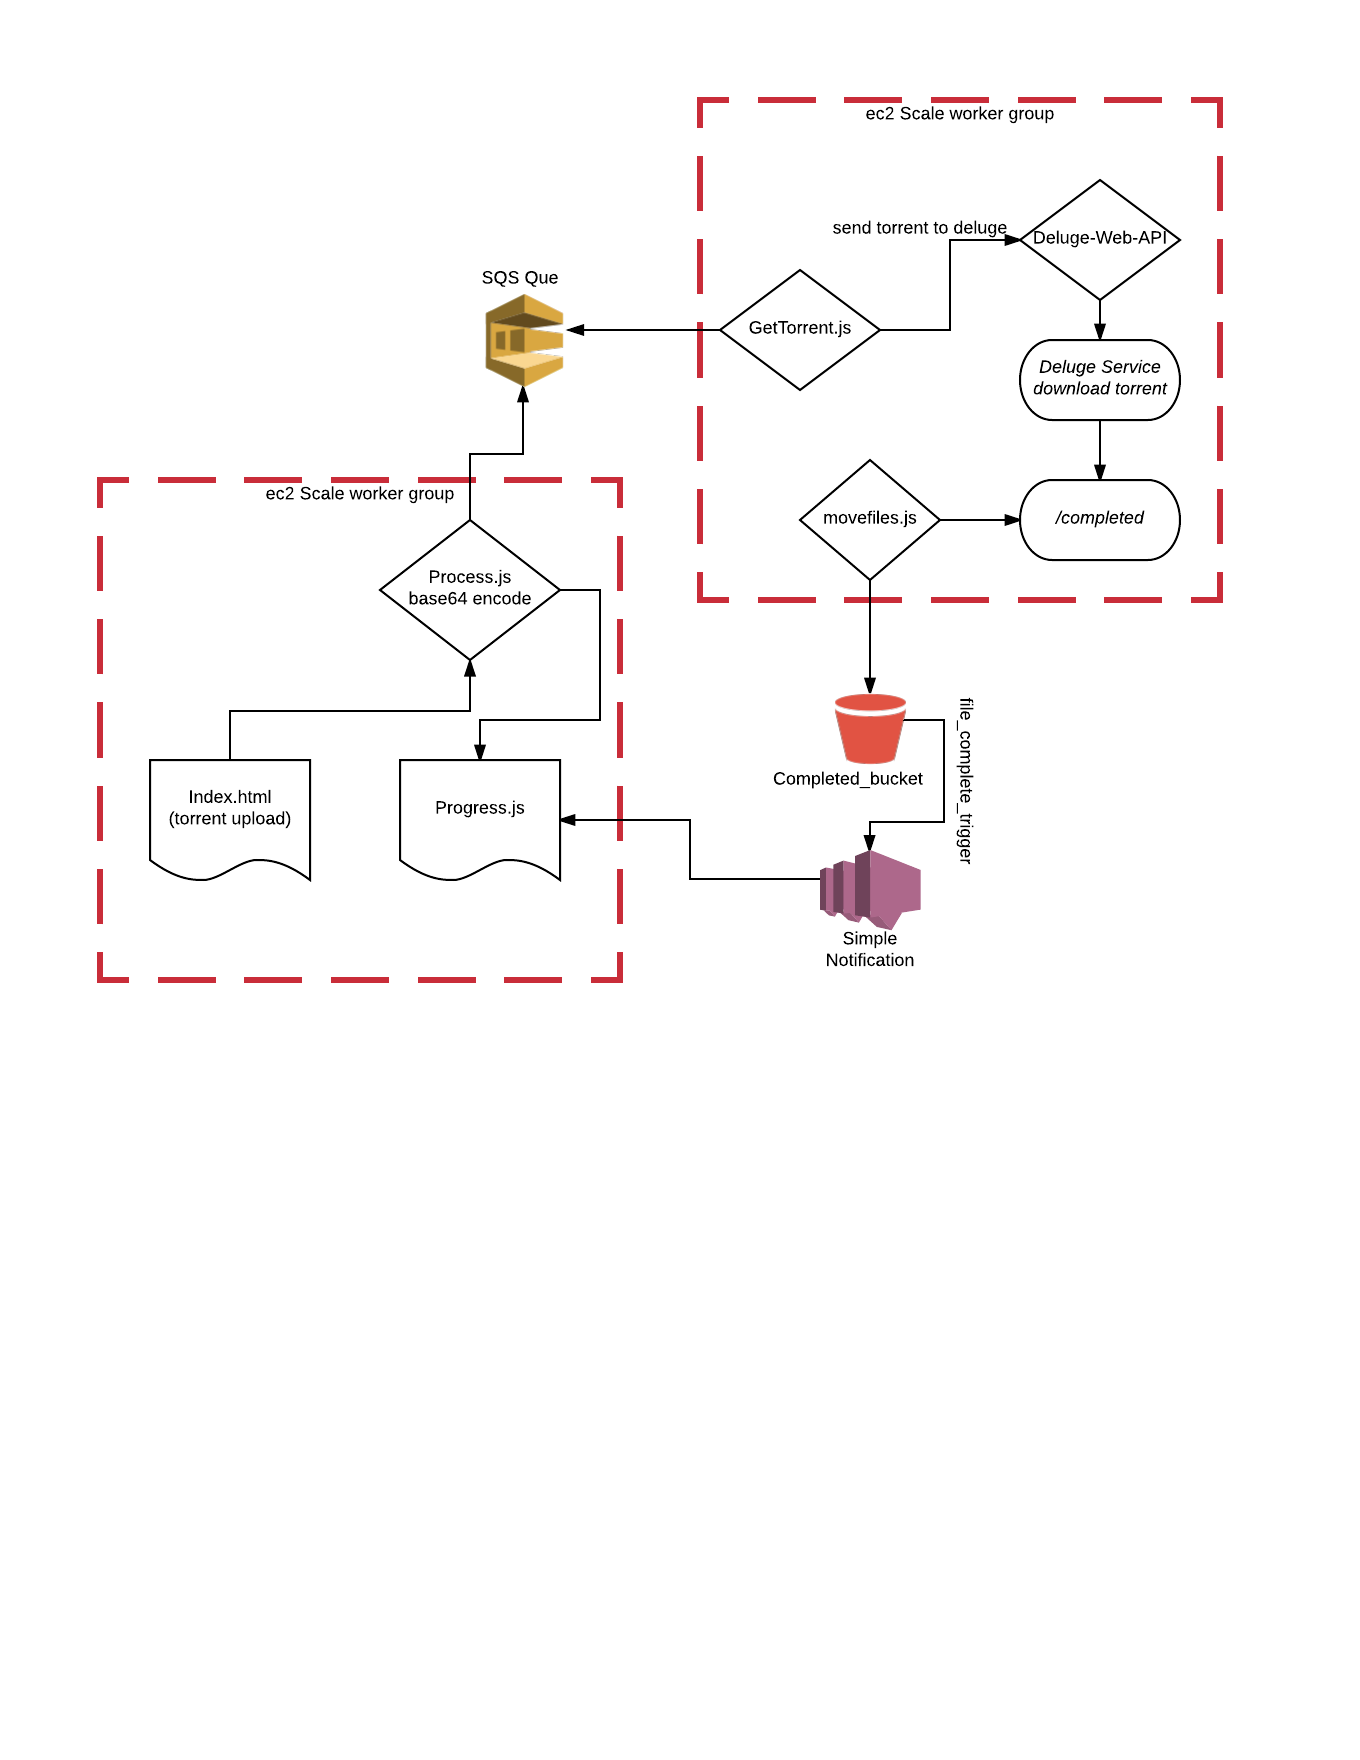 ec2 Scale worker group
send torrent to deluge
Deluge-Web-API
SQS Que
GetTorrent.js
Deluge Service
download torrent
movefiles.js
/completed
ec2 Scale worker group
Process.js
base64 encode
Index.html
(torrent upload)
Progress.js
Completed_bucket
file_complete_trigger
Simple
Notification